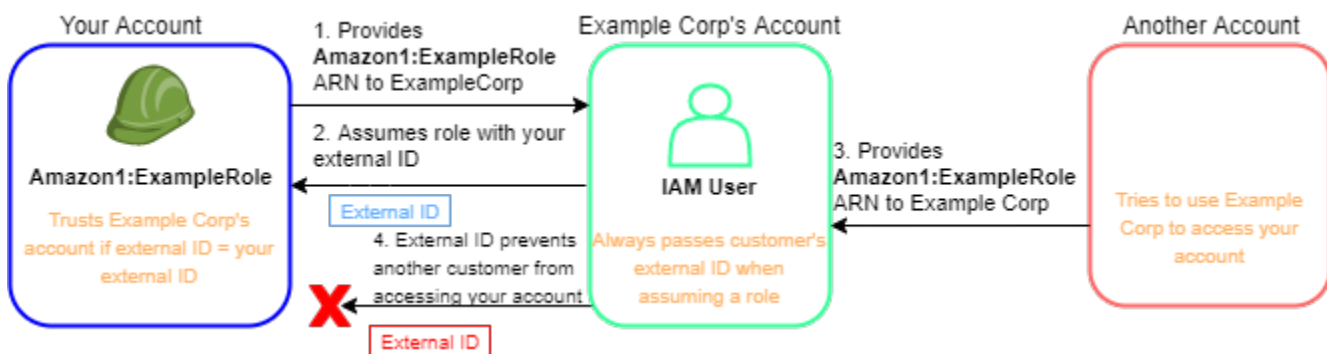 Your Account
Amazon1:ExampleRole
Trusts Example Corp's
account if external ID = your
external ID
1. Provides
Amazon1:ExampleRole
ARN to ExampleCorp
2. Assumes role with your
external ID
External ID
4. External ID prevents
another customer from
accessing your account
External ID
Example Corp's Account
IAM User
Always passes customer's
external ID when
assuming a role
3. Provides
Amazon1:ExampleRole
ARN to Example Corp
Another Account
Tries to use Example
Corp to access your
account